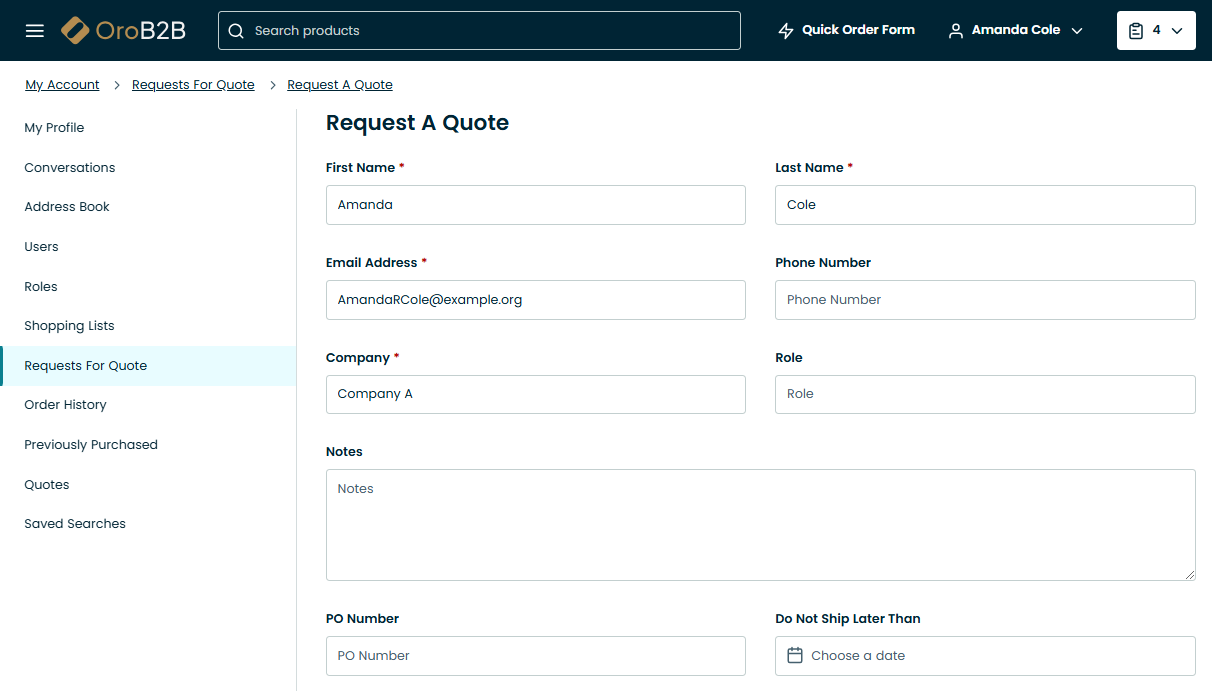 OroB2B
Search products
Quick Order Form
Amanda Cole
4
My Account > Requests For Quote > Request A Quote
My Profile
Conversations
Address Book
Users
Roles
Shopping Lists
Requests For Quote
Order History
Previously Purchased
Quotes
Saved Searches
Request A Quote
First Name *
Amanda
Last Name *
Cole
Email Address *
AmandaRCole@example.org
Phone Number
Phone Number
Company *
Company A
Role
Role
Notes
Notes
PO Number
PO Number
Do Not Ship Later Than
Choose a date